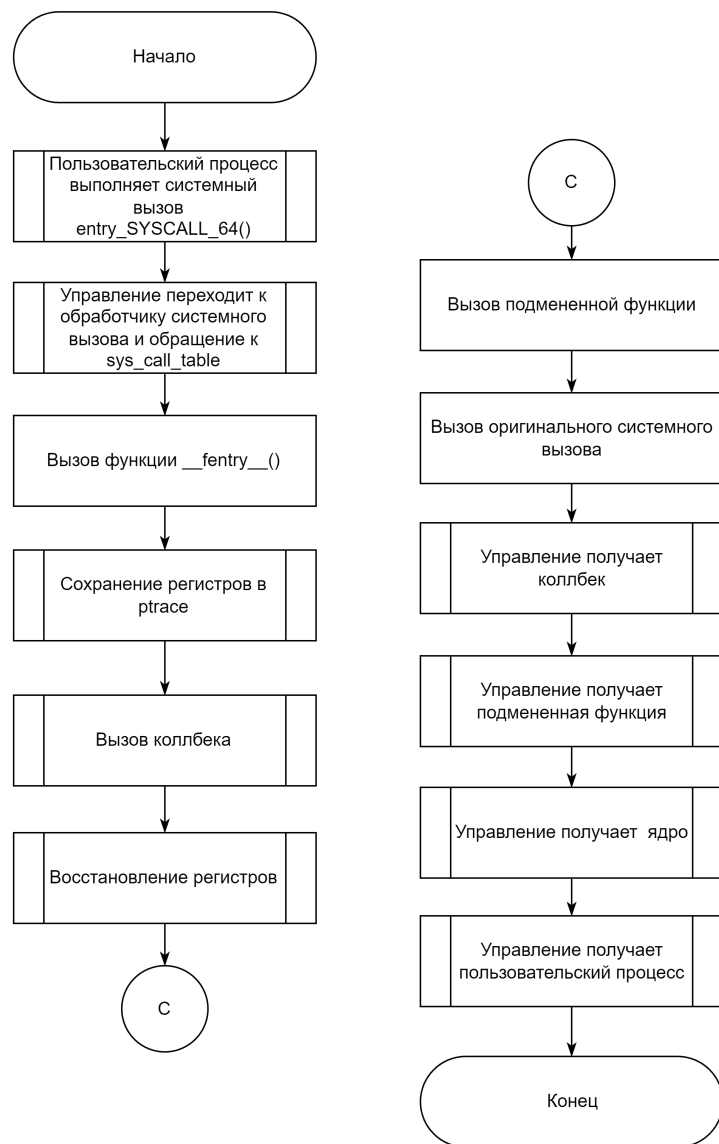 Начало
Пользовательский процесс
выполняет системный
вызов
entry_SYSCALL_64()
Управление переходит к
обработчику системного
вызова и обращение к
sys_call_table
Вызов функции __fentry__()
Сохранение регистров в
ptrace
Вызов коллбека
Восстановление регистров
С
С
Вызов подмененной функции
Вызов оригинального системного
вызова
Управление получает
коллбек
Управление получает
подмененная функция
Управление получает  ядро
Управление получает
пользовательский процесс
Конец